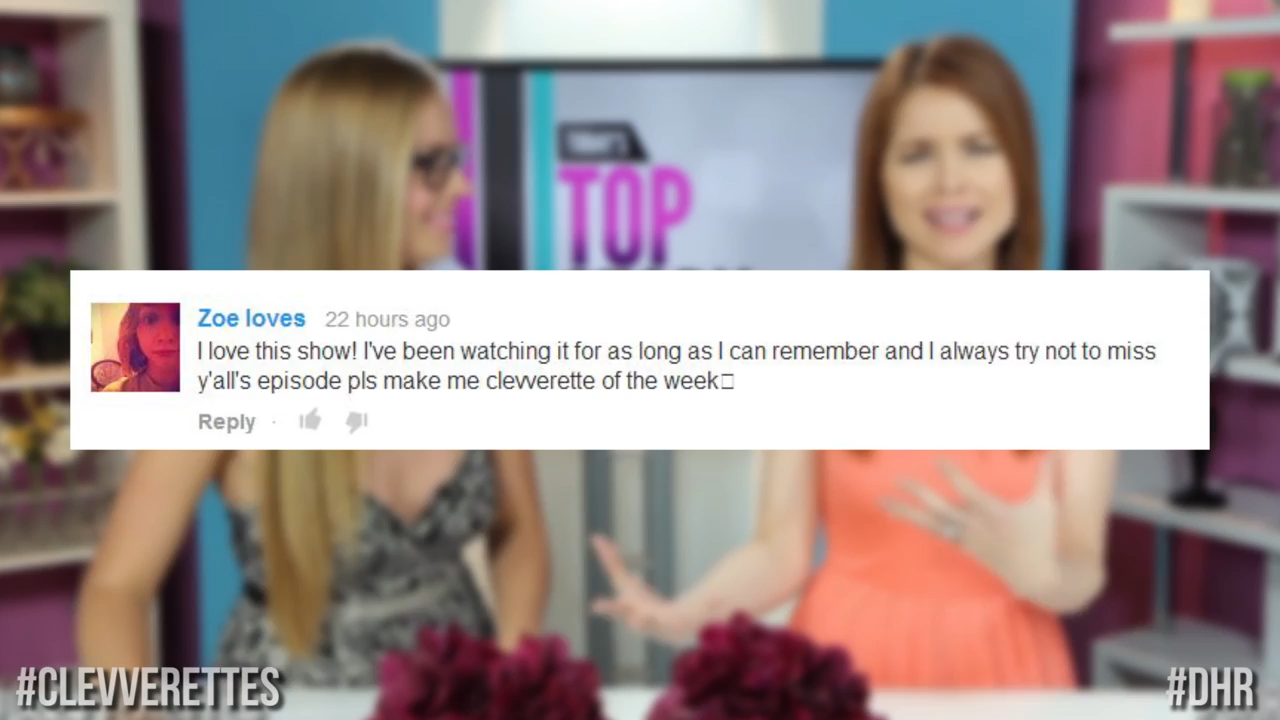 TOP
Zoe loves 22 hours ago
I love this show! I've been watching it for as long as I can remember and I always try not to miss
y'all's episode pls make me clevverette of the week
Reply ·
#CLEVVERETTES
#DHR